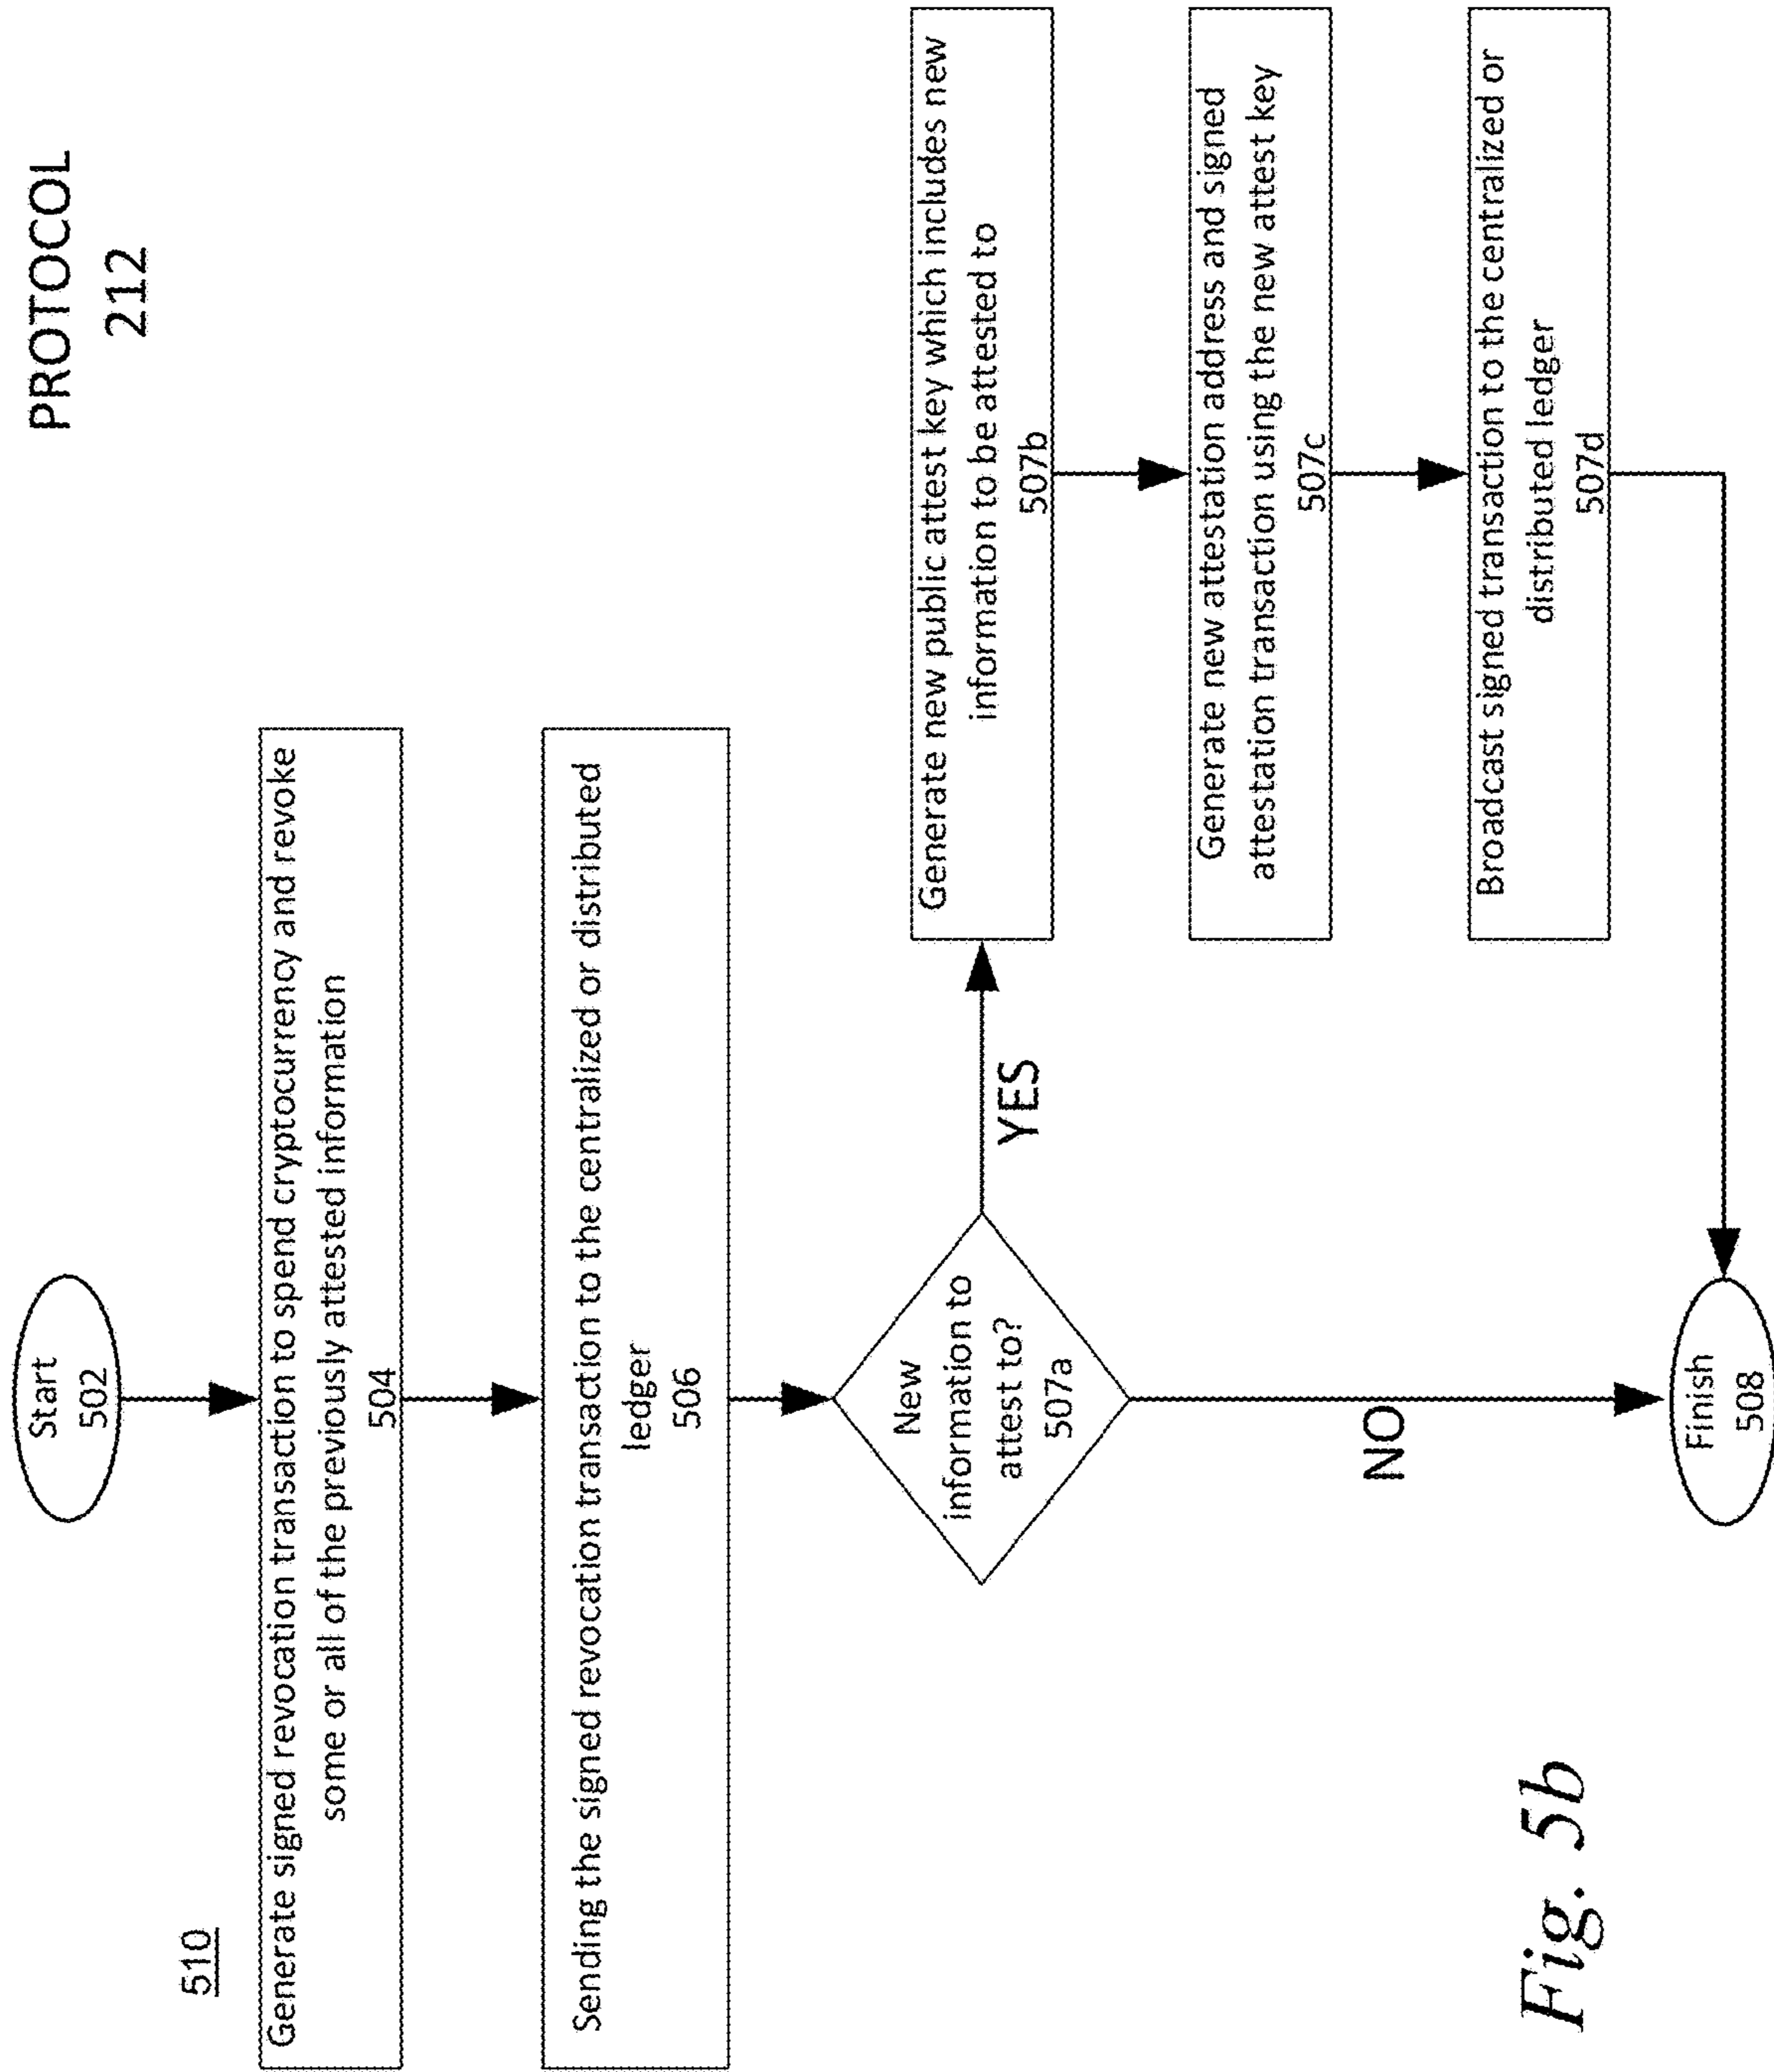 PROTOCOL
212
510
Start
502
Generate signed revocation transaction to spend cryptocurrency and revoke
some or all of the previously attested information
504
Sending the signed revocation transaction to the centralized or distributed
ledger
506
New
information to
attest to?
507a
YES
NO
Generate new public attest key which includes new
information to be attested to
507b
Generate new attestation address and signed
attestation transaction using the new attest key
507c
Broadcast signed transaction to the centralized or
distributed ledger
507d
Finish
508
Fig. 5b